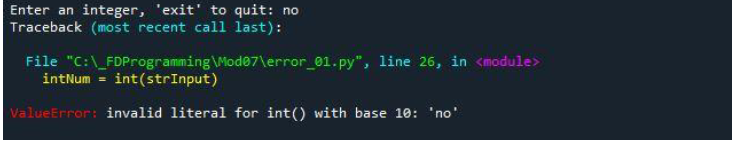 Enter an integer, 'exit' to quit: no
Traceback (most recent call last):
File "C:\_FDProgramming\Mod07\error_01.py", line 26, in <module>
intNum = int(strInput)
ValueError: invalid literal for int() with base 10: 'no'